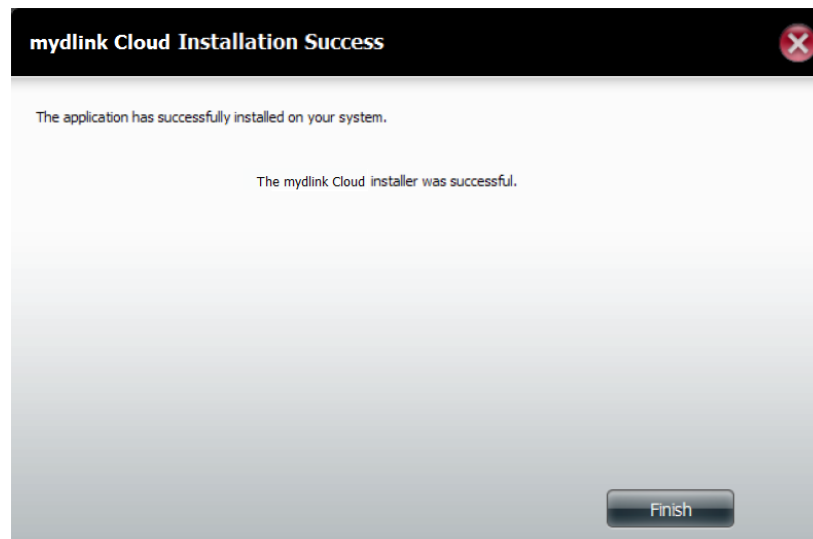 mydlink Cloud Installation Success
The application has successfully installed on your system.
The mydlink Cloud installer was successful.
Finish